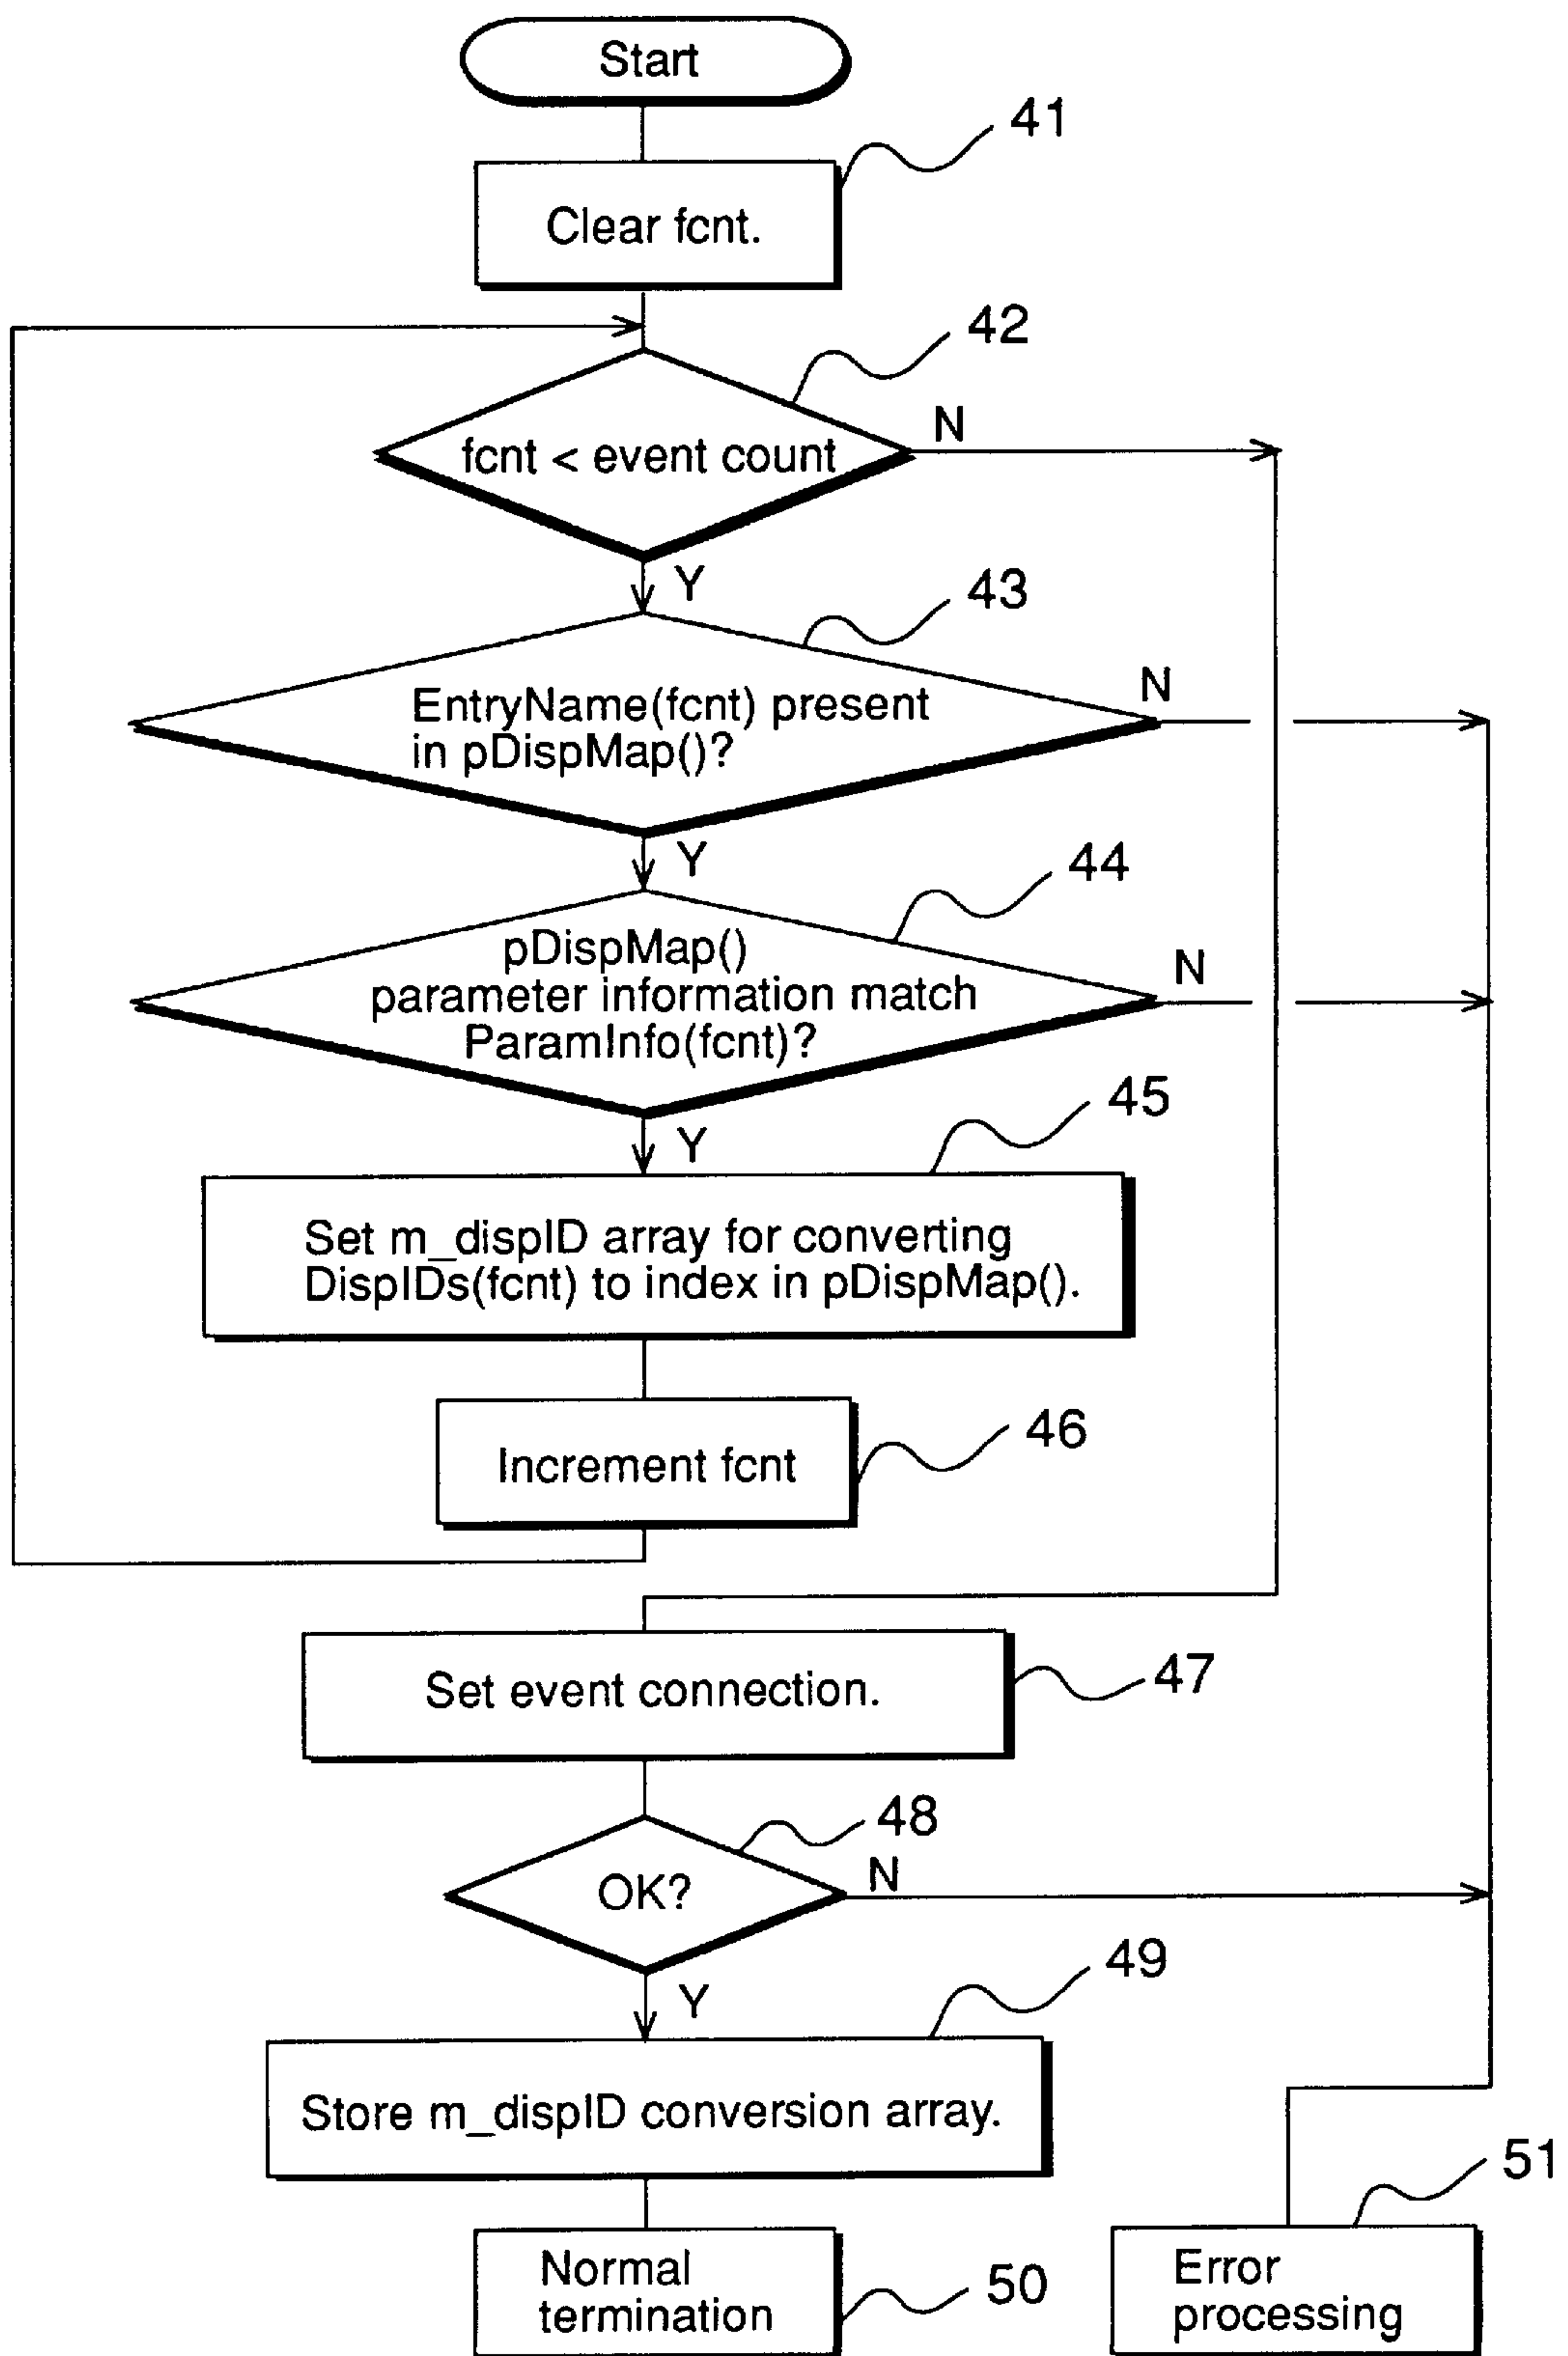 Start
41
Clear fcnt.
42
fcnt < event count
N
Y
43
EntryName(fcnt) present
in pDispMap()?
N
Y
44
pDispMap()
parameter information match
ParamInfo(fcnt)?
N
Y
45
Set m_dispID array for converting
DispIDs(fcnt) to index in pDispMap().
Increment fcnt
46
Set event connection.
47
48
OK?
N
Y
49
Store m_dispID conversion array.
Normal
termination
50
51
Error
processing